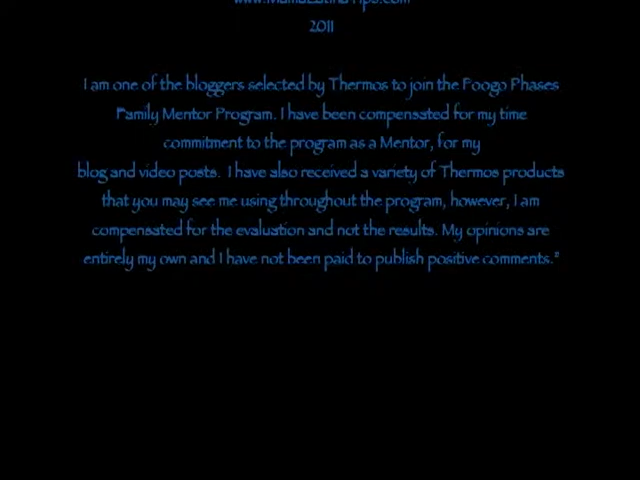 www.MamaLatinaTips.com
2011
I am one of the bloggers selected by Thermos to join the Foogo Phases
Family Mentor Program. I have been compensated for my time
commitment to the program as a Mentor, for my
blog and video posts. I have also received a variety of Thermos products
that you may see me using throughout the program, however, I am
compensated for the evaluation and not the results. My opinions are
entirely my own and I have not been paid to publish positive comments."